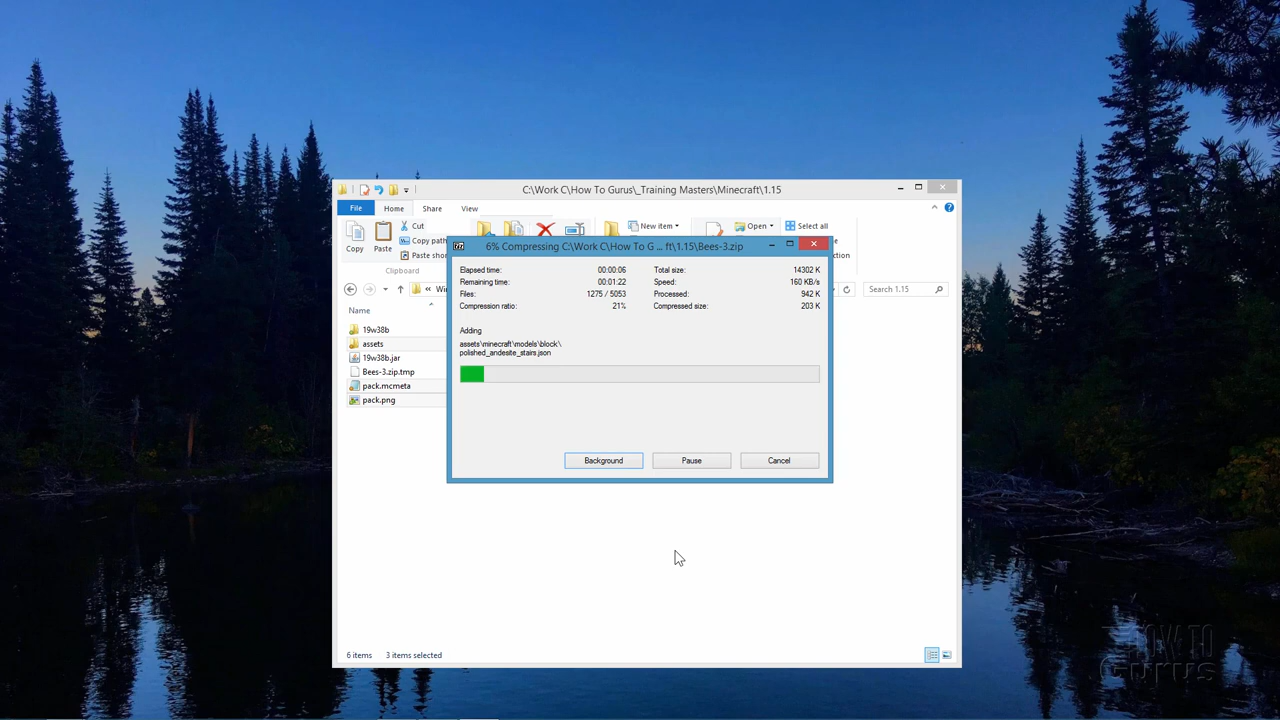 C:\Work C\How To Gurus\_Training Masters\Minecraft\1.15
File Home Share View
Copy
Paste
Cut
Copy path
Paste shor
Clipboard
New item
Open
Select all
ction
« Wi
Search 1.15
Name
19w38b
assets
19w38b.jar
Bees-3.zip.tmp
pack.mcmeta
pack.png
6% Compressing C:\Work C\How To G ... ft\1.15\Bees-3.zip
Elapsed time: 00:00:06 Total size: 14302 K
Remaining time: 00:01:22 Speed: 160 KB/s
Files: 1275 / 5053 Processed: 942 K
Compression ratio: 21% Compressed size: 203 K
Adding
assets\minecraft\models\block\
polished_andesite_stairs.json
Background Pause Cancel
6 items 3 items selected
HOW TO
GURUS